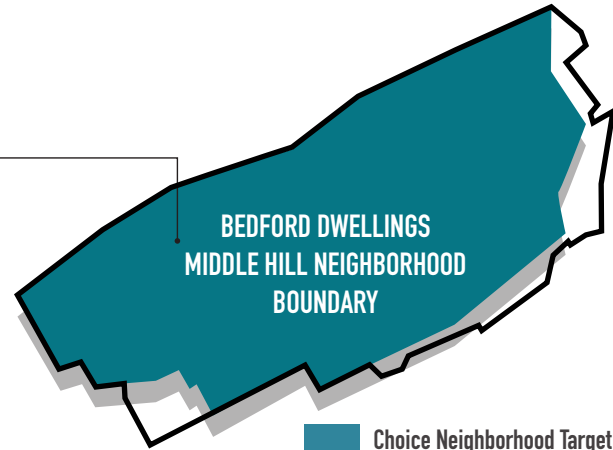 BEDFORD DWELLINGS
MIDDLE HILL NEIGHBORHOOD
BOUNDARY
Choice Neighborhood Target